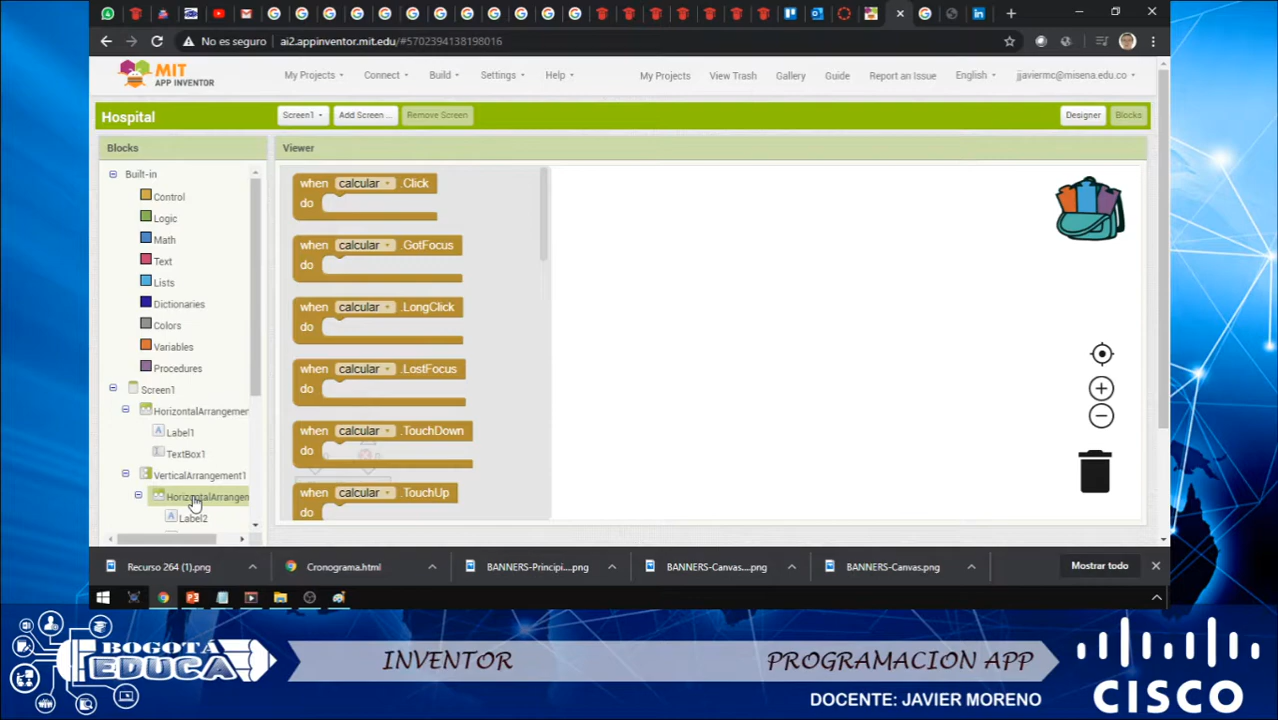 No es seguro
ai2.appinventor.mit.edu/#5702394138198016
MIT
APP INVENTOR
My Projects
Connect
Build
Settings
Help
My Projects
View Trash
Gallery
Guide
Report an Issue
English
jjaviermc@misena.edu.co
Hospital
Screen1
Add Screen ...
Remove Screen
Designer
Blocks
Blocks
Viewer
Built-in
Control
Logic
Math
Text
Lists
Dictionaries
Colors
Variables
Procedures
Screen1
HorizontalArrangemen
Label1
TextBox1
VerticalArrangement1
HorizontalArrangen
Label2
when calcular .Click
do
when calcular .GotFocus
do
when calcular .LongClick
do
when calcular .LostFocus
do
when calcular .TouchDown
do
when calcular .TouchUp
do
Recurso 264 (1).png
Cronograma.html
BANNERS-Principi....png
BANNERS-Canvas....png
BANNERS-Canvas.png
Mostrar todo
BOGOTÁ
EDUCA
INVENTOR
PROGRAMACION APP
DOCENTE: JAVIER MORENO
CISCO